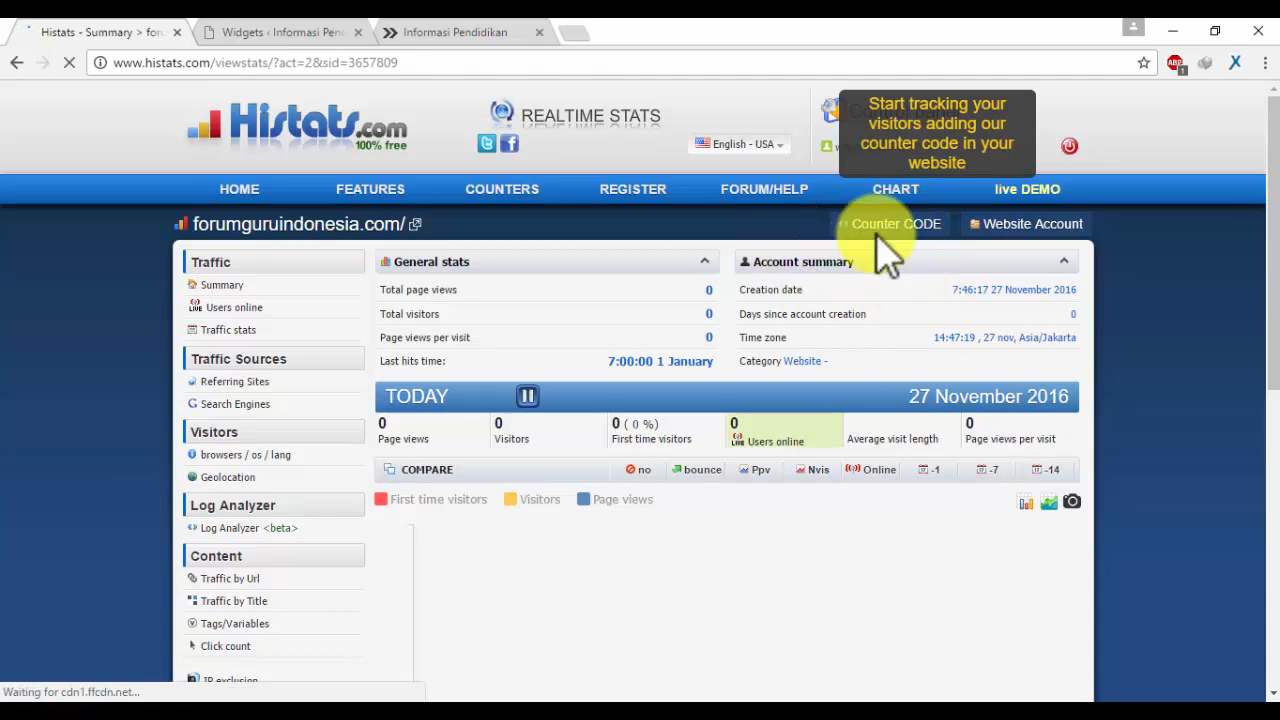 Histats - Summary > for
Widgets ‹ Informasi Pen
Informasi Pendidikan
www.histats.com/viewstats/?act=2&sid=3657809
ABP
1
Histats.com
100% free
REALTIME STATS
English - USA
Start tracking your
visitors adding our
counter code in your
website
HOME
FEATURES
COUNTERS
REGISTER
FORUM/HELP
CHART
live DEMO
forumguruindonesia.com/
Counter CODE
Website Account
Traffic
Summary
LIVE Users online
Traffic stats
Traffic Sources
Referring Sites
Search Engines
Visitors
browsers / os / lang
Geolocation
Log Analyzer
Log Analyzer <beta>
Content
Traffic by Url
Traffic by Title
Tags/Variables
Click count
IP exclusion
General stats
Total page views 0
Total visitors 0
Page views per visit 0
Last hits time: 7:00:00 1 January
Account summary
Creation date 7:46:17 27 November 2016
Days since account creation 0
Time zone 14:47:19 , 27 nov, Asia/Jakarta
Category Website -
TODAY 27 November 2016
0
Page views
0
Visitors
0 ( 0 %)
First time visitors
0
LIVE Users online
Average visit length
0
Page views per visit
COMPARE no bounce Ppv Nvis Online -1 -7 -14
First time visitors Visitors Page views
Waiting for cdn1.ffcdn.net...